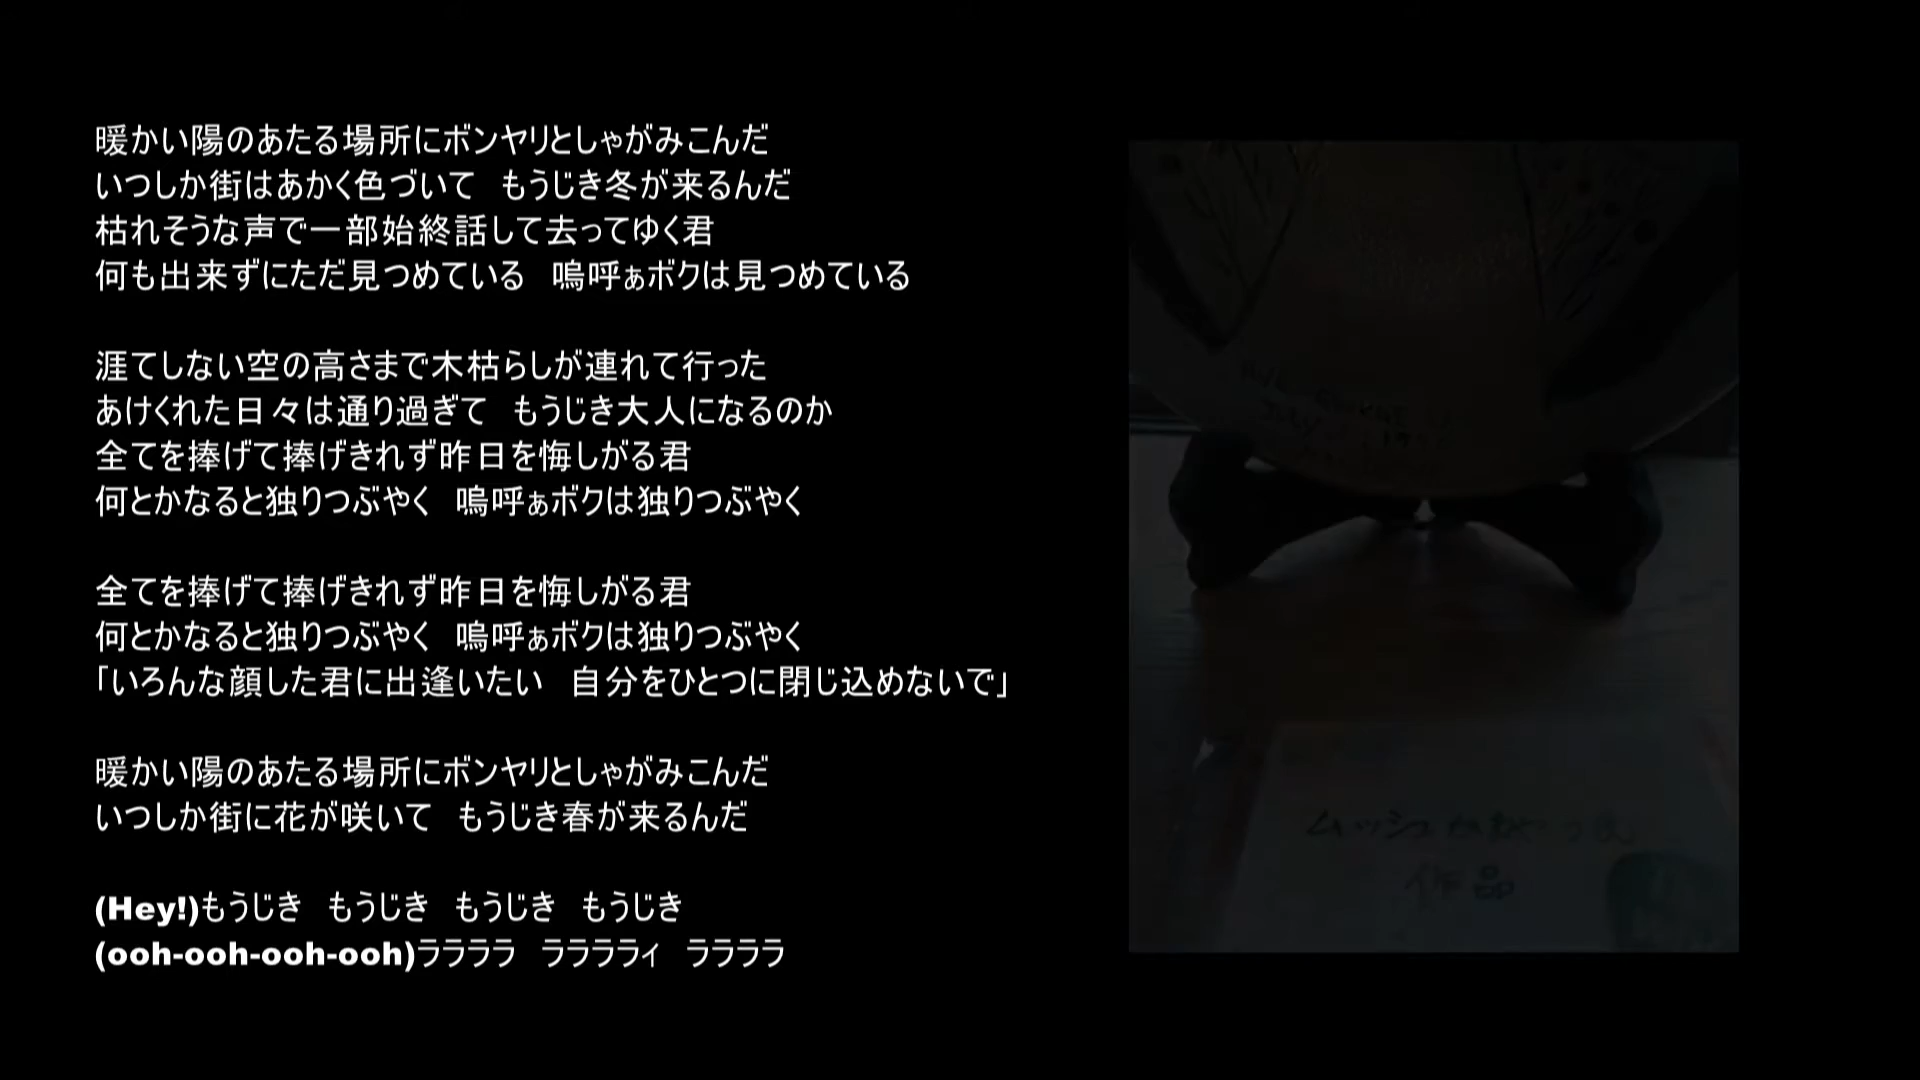 暖かい陽のあたる場所にボンヤリとしゃがみこんだ
いつしか街はあかく色づいて　もうじき冬が来るんだ
枯れそうな声で一部始終話して去ってゆく君
何も出来ずにただ見つめている　嗚呼ぁボクは見つめている
涯てしない空の高さまで木枯らしが連れて行った
あけくれた日々は通り過ぎて　もうじき大人になるのか
全てを捧げて捧げきれず昨日を悔しがる君
何とかなると独りつぶやく　嗚呼ぁボクは独りつぶやく
全てを捧げて捧げきれず昨日を悔しがる君
何とかなると独りつぶやく　嗚呼ぁボクは独りつぶやく
「いろんな顔した君に出逢いたい　自分をひとつに閉じ込めないで」
暖かい陽のあたる場所にボンヤリとしゃがみこんだ
いつしか街に花が咲いて　もうじき春が来るんだ
(Hey!)もうじき　もうじき　もうじき　もうじき
(ooh-ooh-ooh-ooh)ララララ　ララララィ　ララララ
ムッシュ
作品